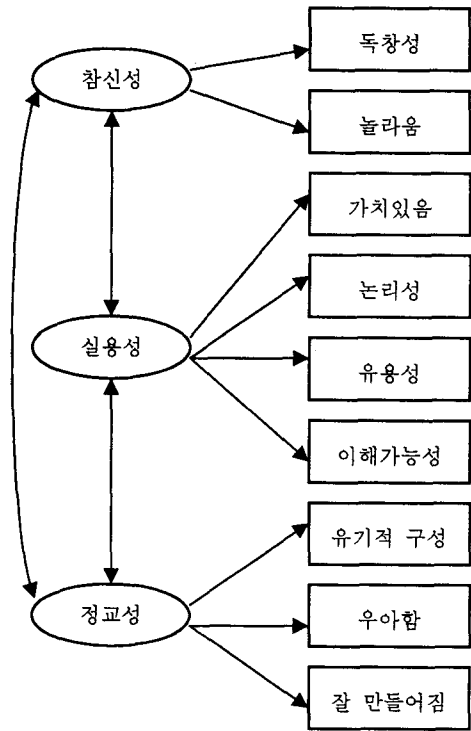 참신성
독창성
놀라움
실용성
가치있음
논리성
유용성
이해가능성
정교성
유기적 구성
우아함
잘 만들어짐